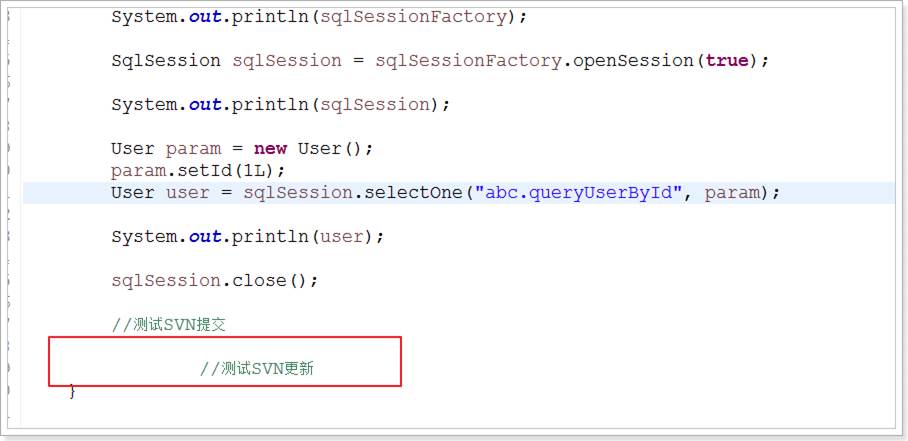 System.out.println(sqlSessionFactory);
SqlSession sqlSession = sqlSessionFactory.openSession(true);
System.out.println(sqlSession);
User param = new User();
param.setId(1L);
User user = sqlSession.selectOne("abc.queryUserById", param);
System.out.println(user);
sqlSession.close();
//测试SVN提交
//测试SVN更新
}